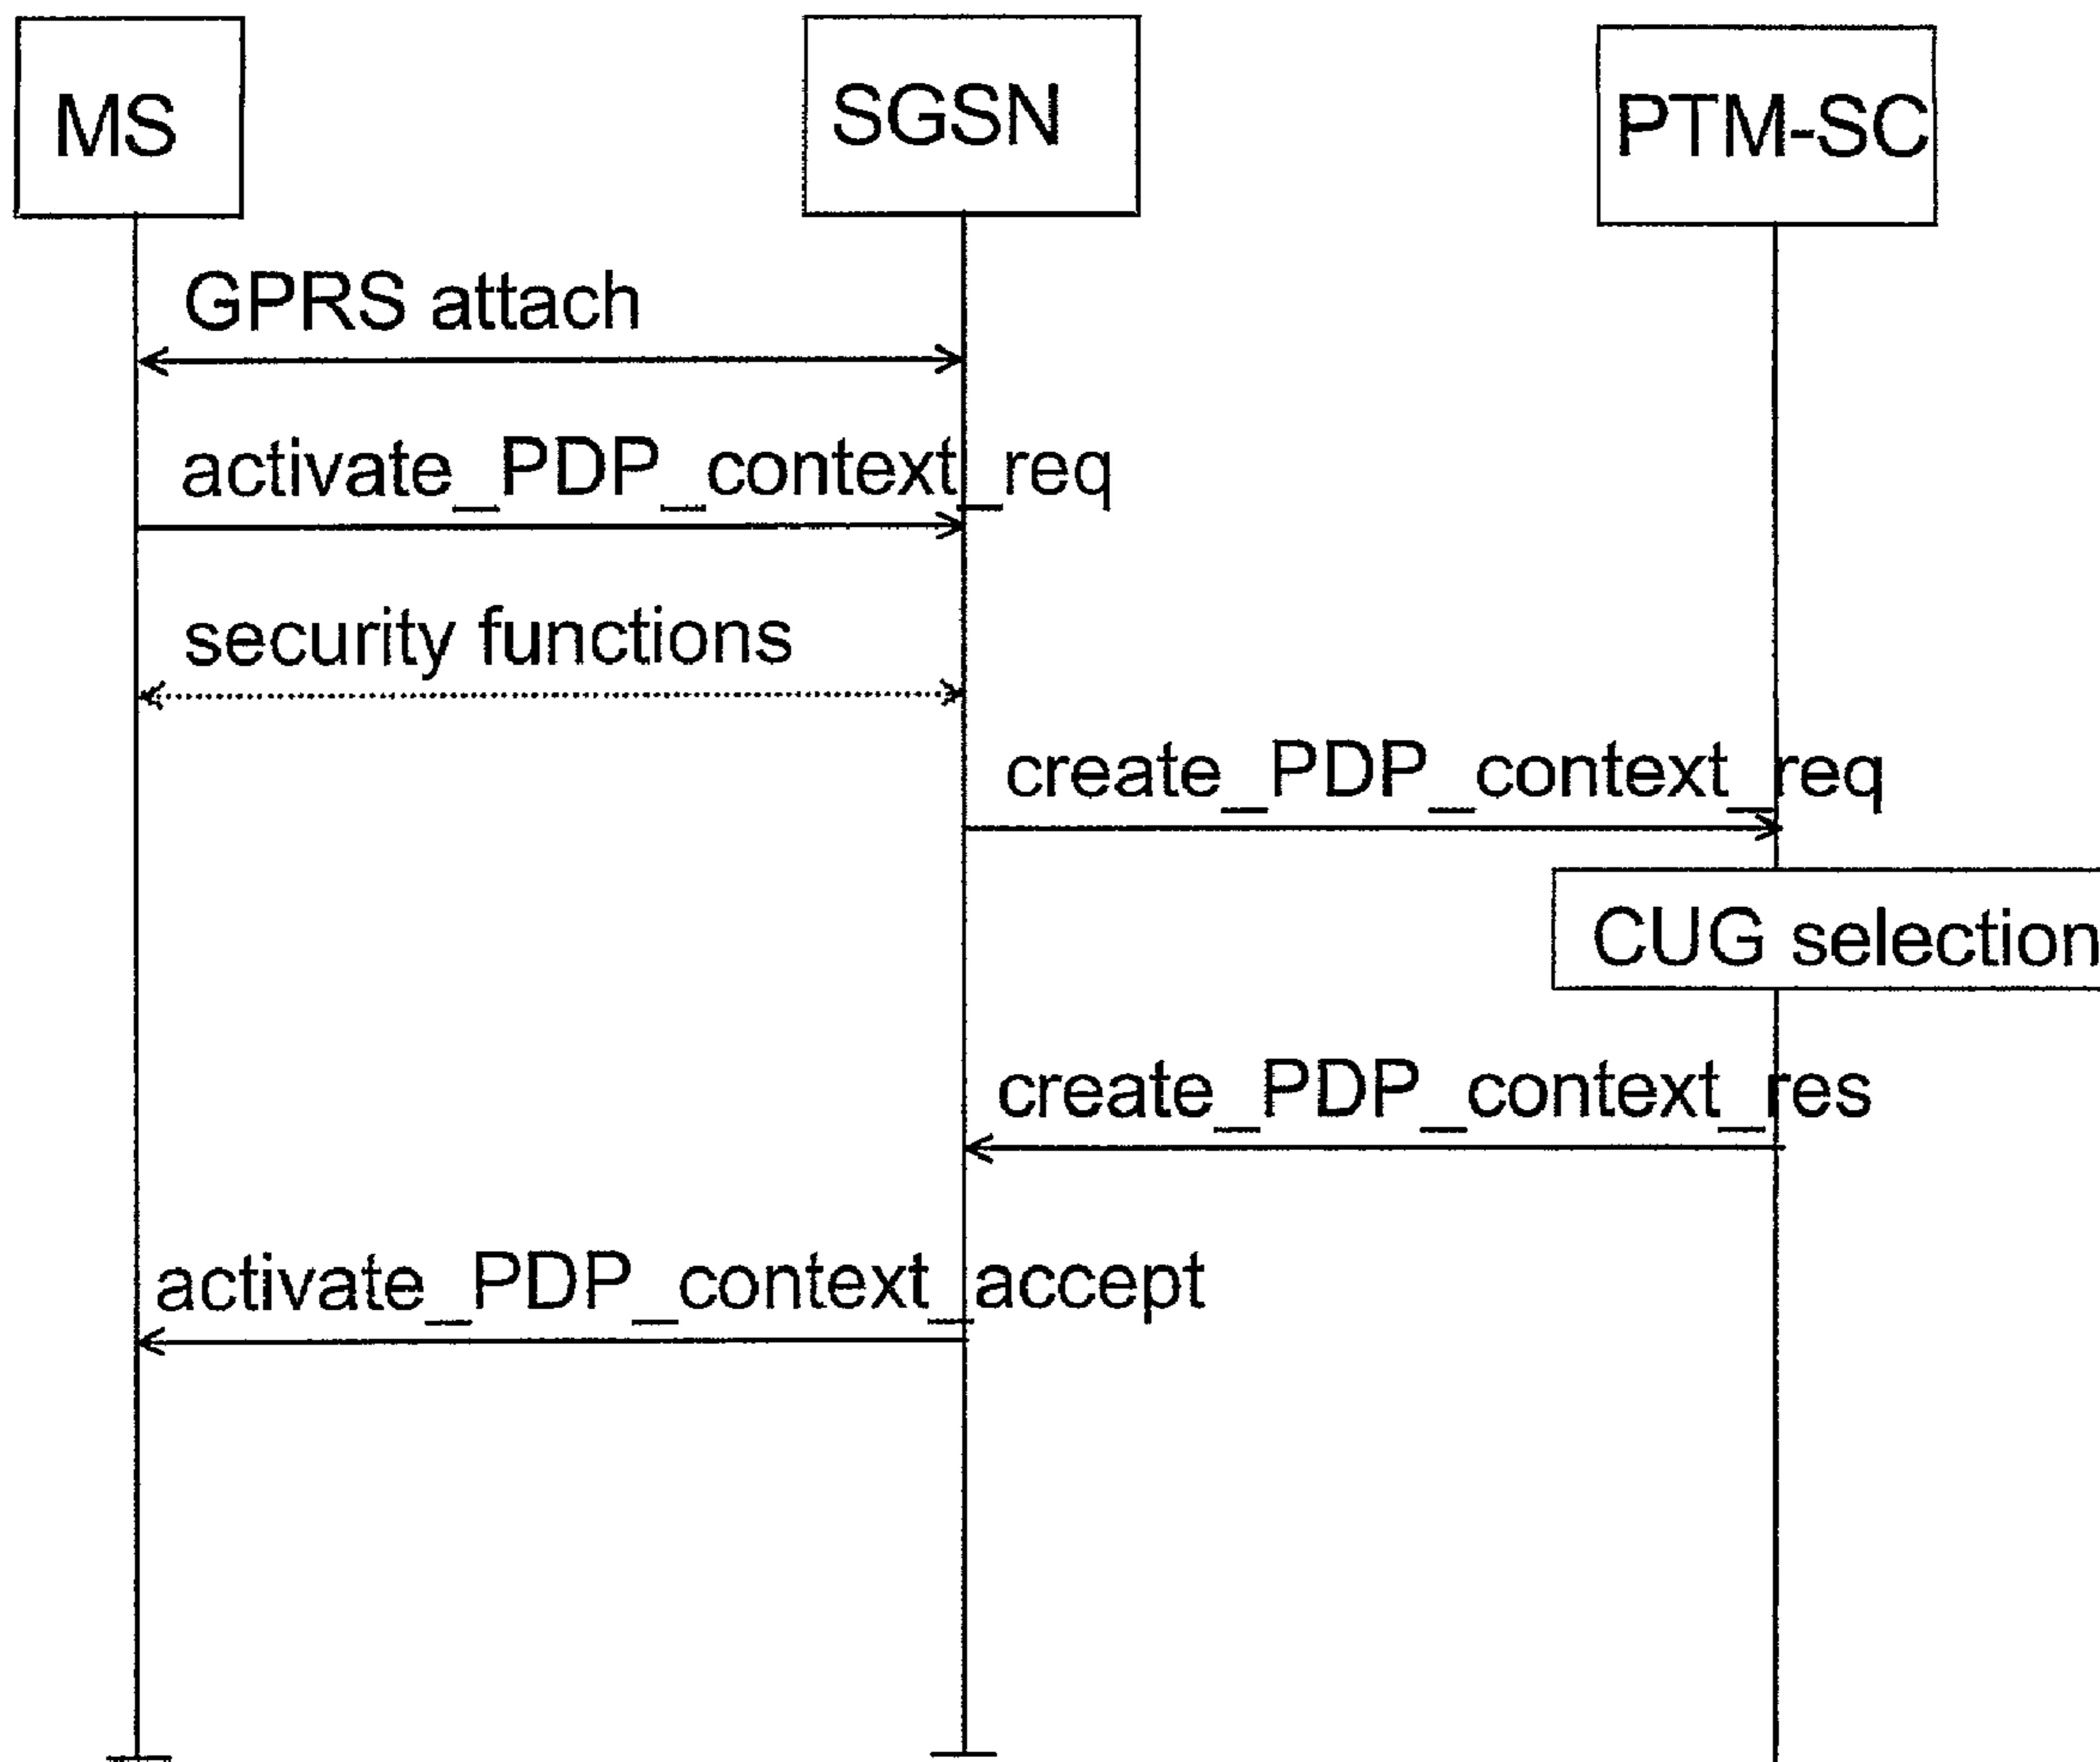 MS
SGSN
PTM-SC
GPRS attach
activate_PDP_context_req
security functions
create_PDP_context_req
CUG selection
create_PDP_context_res
activate_PDP_context_accept